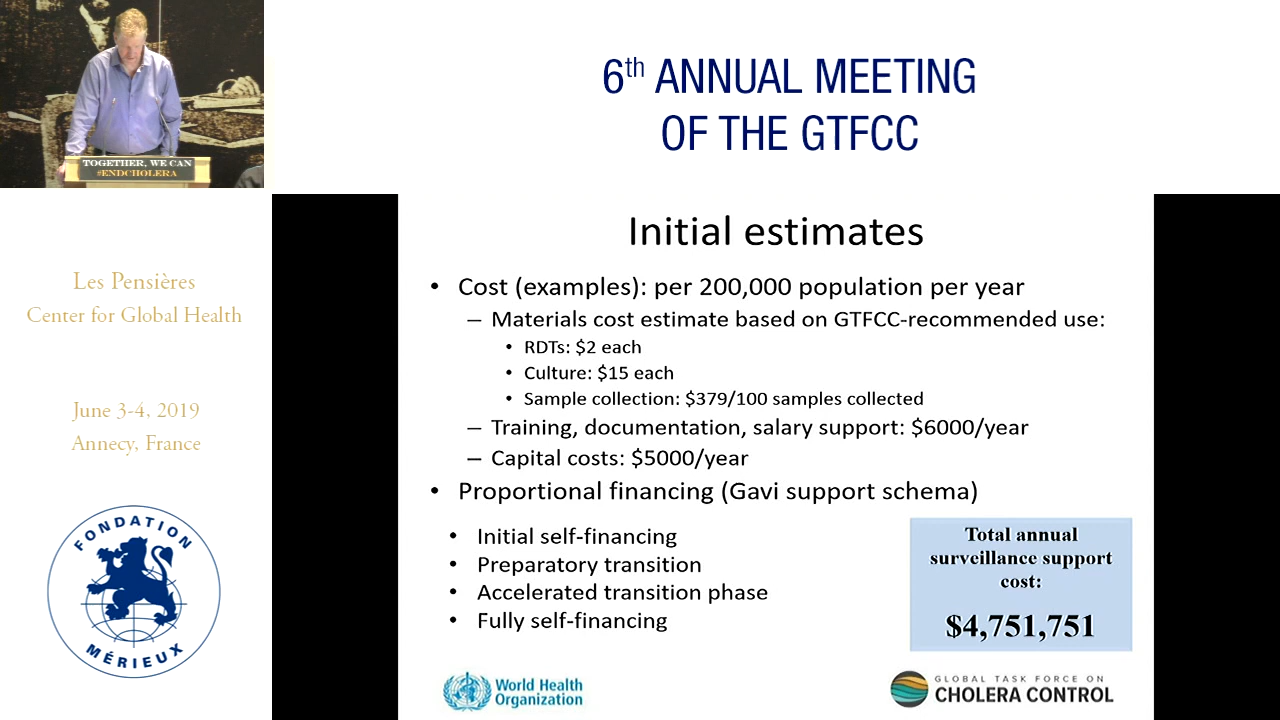 TOGETHER, WE CAN
#ENDCHOLERA
6th ANNUAL MEETING
OF THE GTFCC
Les Pensières
Center for Global Health
June 3-4, 2019
Annecy, France
FONDATION
MÉRIEUX
Initial estimates
• Cost (examples): per 200,000 population per year
– Materials cost estimate based on GTFCC-recommended use:
• RDTs: $2 each
• Culture: $15 each
• Sample collection: $379/100 samples collected
– Training, documentation, salary support: $6000/year
– Capital costs: $5000/year
• Proportional financing (Gavi support schema)
• Initial self-financing
• Preparatory transition
• Accelerated transition phase
• Fully self-financing
Total annual
surveillance support
cost:
$4,751,751
World Health
Organization
GLOBAL TASK FORCE ON
CHOLERA CONTROL